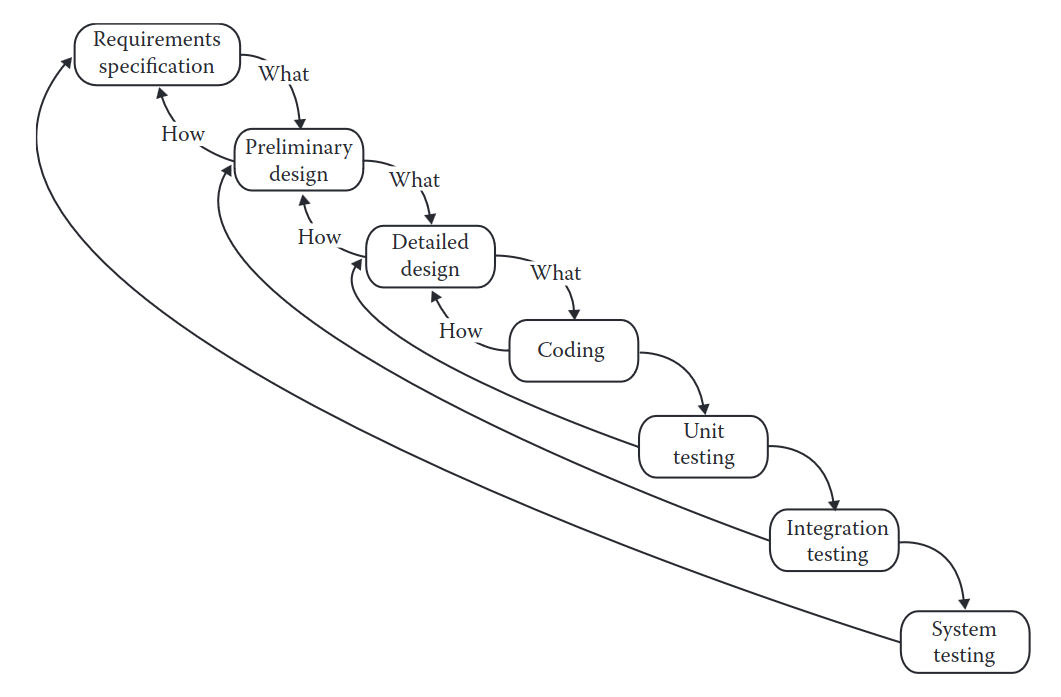 Requirements
specification
What
How
Preliminary
design
What
How
Detailed
design
What
How
Coding
Unit
testing
Integration
testing
System
testing